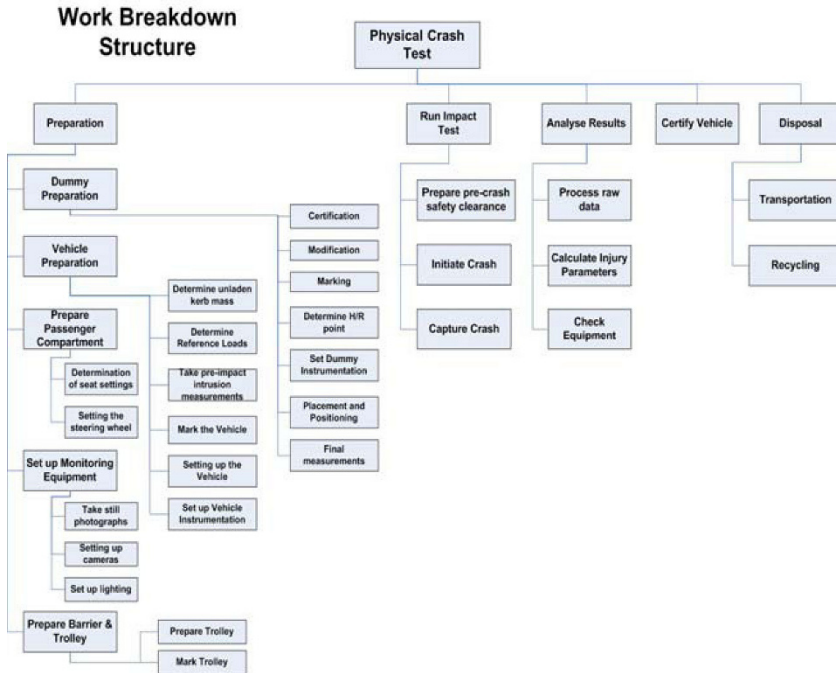 Work Breakdown
Structure
Physical Crash
Test
Preparation
Run Impact
Test
Analyse Results
Certify Vehicle
Disposal
Dummy
Preparation
Vehicle
Preparation
Prepare
Passenger
Compartment
Determination
of seat settings
Setting the
steering wheel
Set up Monitoring
Equipment
Take still
photographs
Setting up
cameras
Set up lighting
Prepare Barrier &
Trolley
Prepare Trolley
Mark Trolley
Determine unladen
kerb mass
Determine
Reference Loads
Take pre-impact
intrusion
measurements
Mark the Vehicle
Setting up the
Vehicle
Set up Vehicle
Instrumentation
Certification
Modification
Marking
Determine H/R
point
Set Dummy
Instrumentation
Placement and
Positioning
Final
measurements
Prepare pre-crash
safety clearance
Initiate Crash
Capture Crash
Process raw
data
Calculate Injury
Parameters
Check
Equipment
Transportation
Recycling